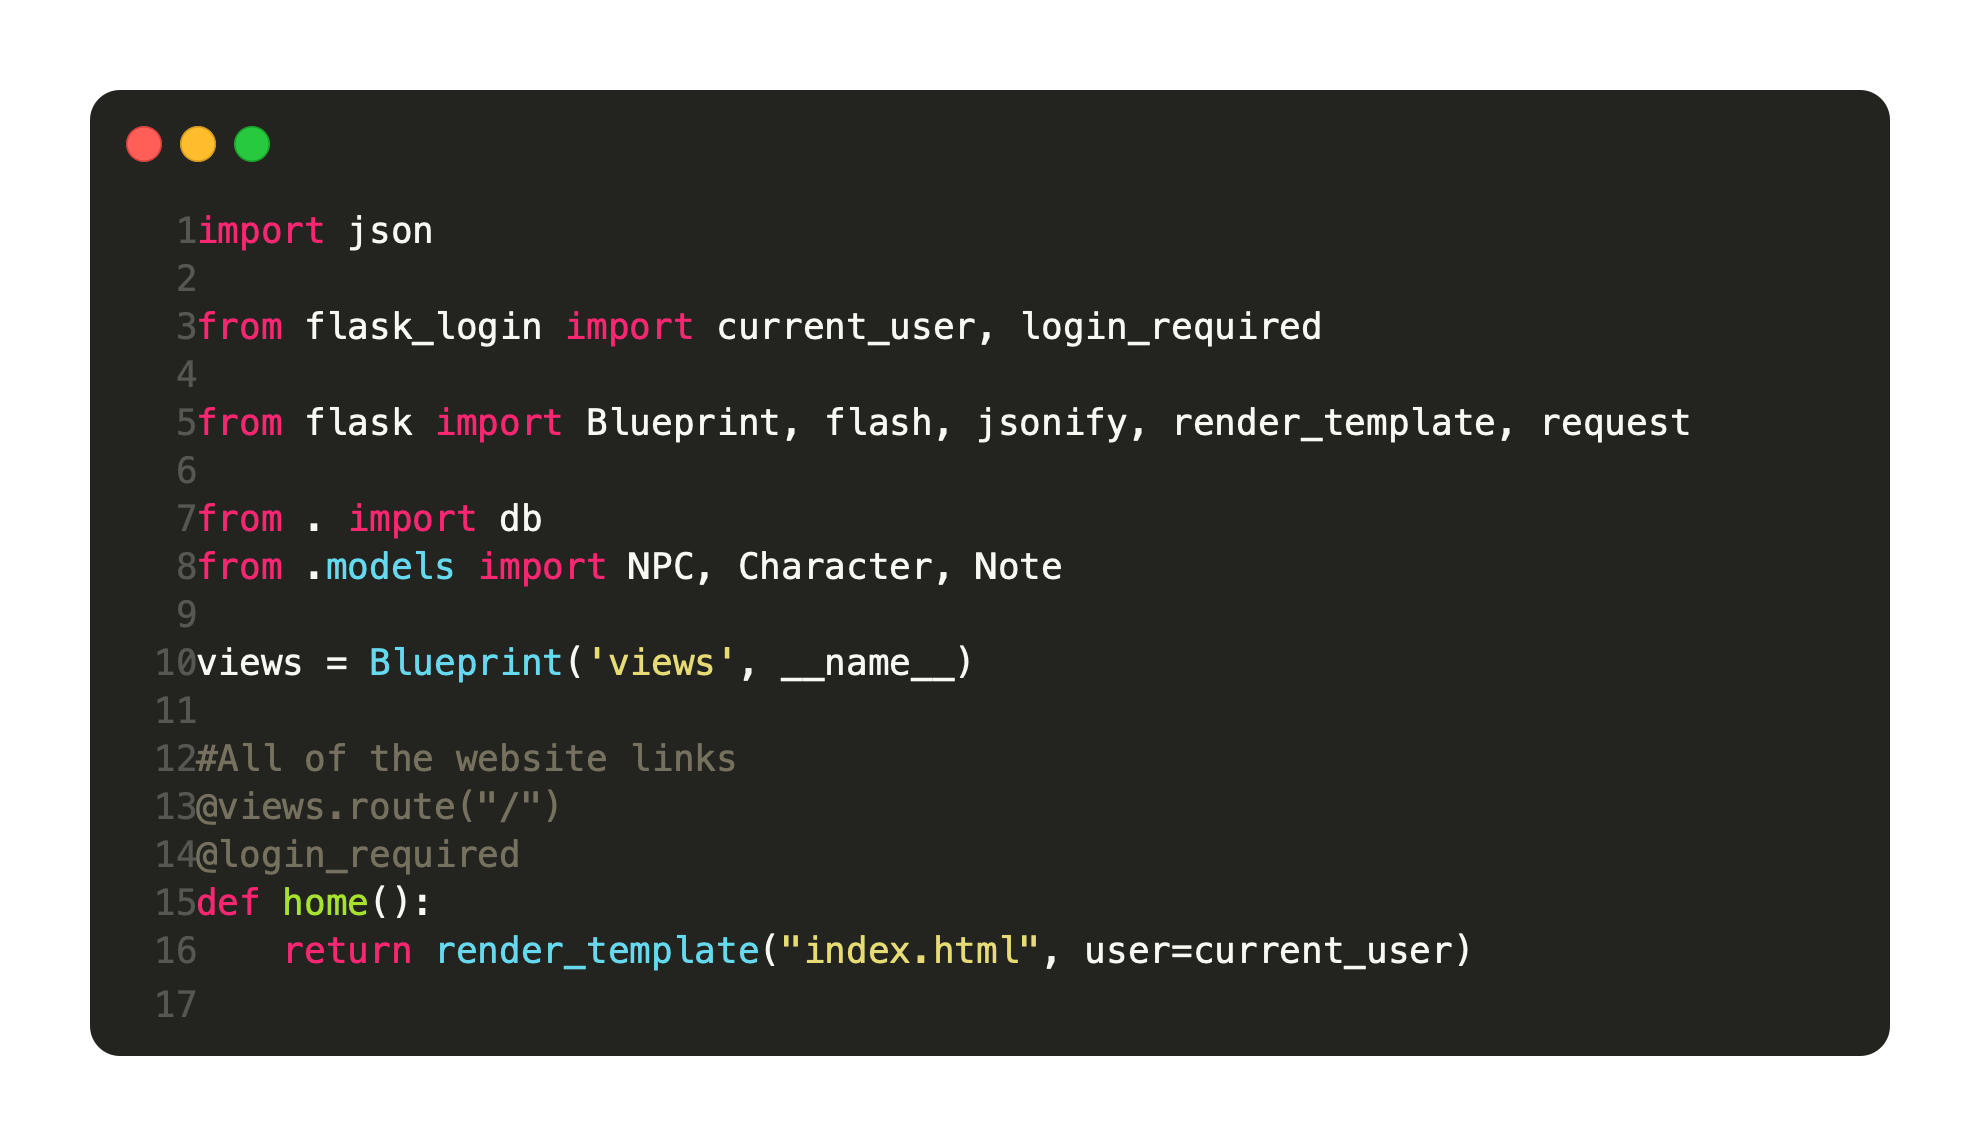 1import json
2
3from flask_login import current_user, login_required
4
5from flask import Blueprint, flash, jsonify, render_template, request
6
7from . import db
8from .models import NPC, Character, Note
9
10views = Blueprint('views', __name__)
11
12#All of the website links
13@views.route("/")
14@login_required
15def home():
16    return render_template("index.html", user=current_user)
17